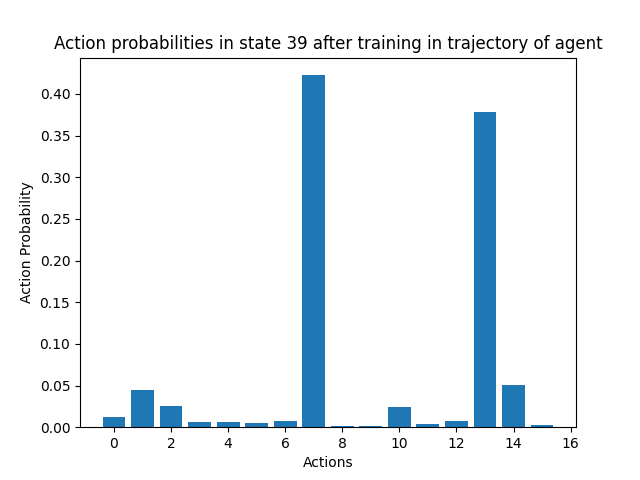 Action probabilities in state 39 after training in trajectory of agent
0.40
0.35
0.30
0.25
0.20
0.15
0.10
0.05
0.00
Action Probability
0 2 4 6 8 10 12 14 16
Actions